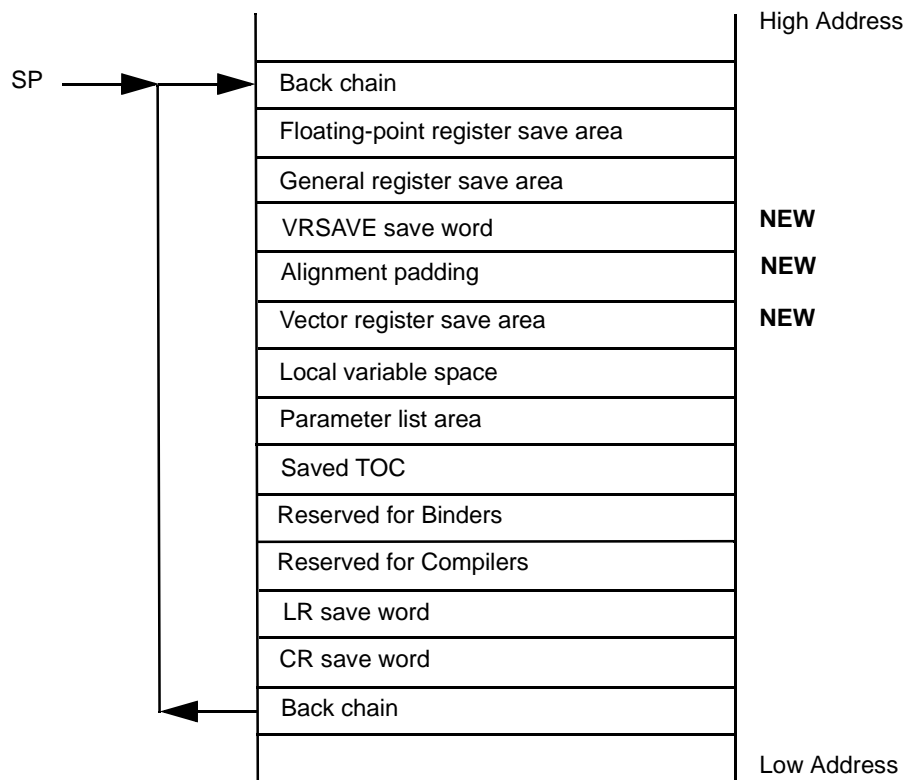 High Address
SP
Back chain
Floating-point register save area
General register save area
VRSAVE save word
NEW
Alignment padding
NEW
Vector register save area
NEW
Local variable space
Parameter list area
Saved TOC
Reserved for Binders
Reserved for Compilers
LR save word
CR save word
Back chain
Low Address